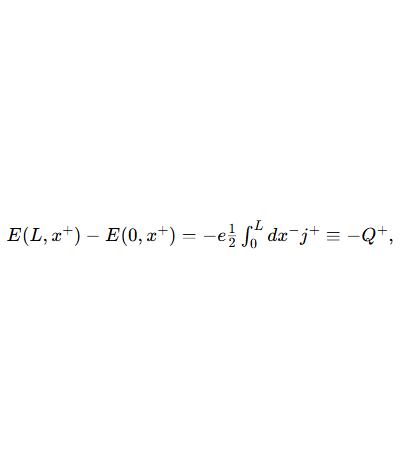 E(L, x⁺) − E(0, x⁺) = −e½ ∫₀ᴸ dx⁻j⁺ ≡ −Q⁺,